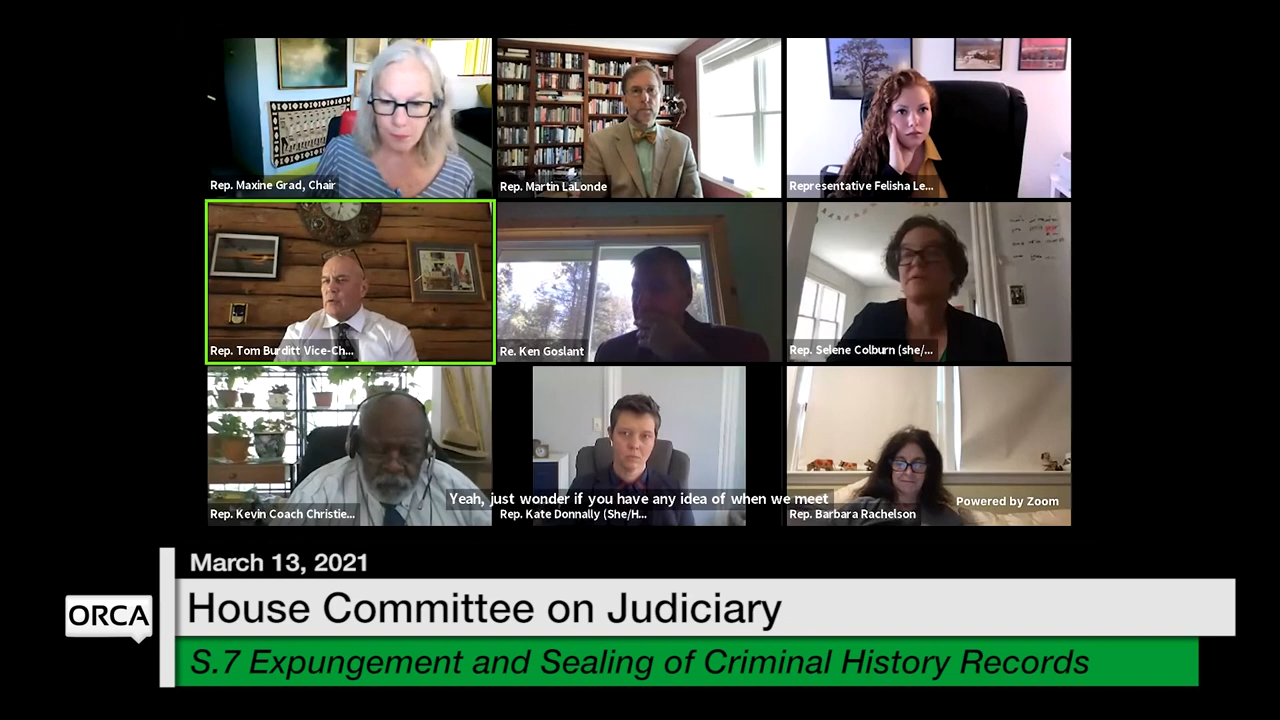 Rep. Maxine Grad, Chair
Rep. Martin LaLonde
Representative Felisha Le...
Rep. Tom Burditt Vice-Ch...
Re. Ken Goslant
Rep. Selene Colburn (she/...
Yeah, just wonder if you have any idea of when we meet
Powered by Zoom
Rep. Kevin Coach Christie...
Rep. Kate Donnally (She/H...
Rep. Barbara Rachelson
March 13, 2021
ORCA
House Committee on Judiciary
S.7 Expungement and Sealing of Criminal History Records